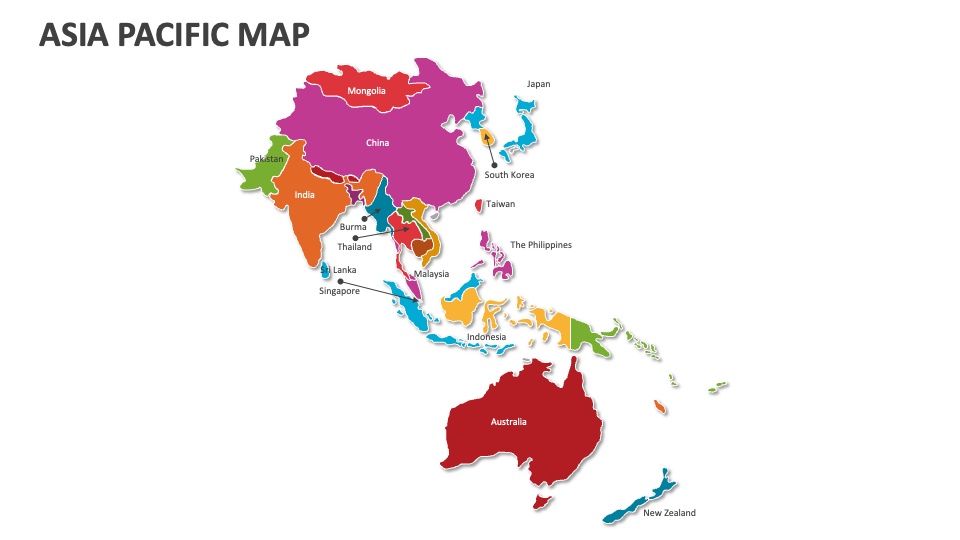 ASIA PACIFIC MAP
Mongolia
Japan
China
Pakistan
South Korea
India
Taiwan
Burma
Thailand
The Philippines
Sri Lanka
Malaysia
Singapore
Indonesia
Australia
New Zealand